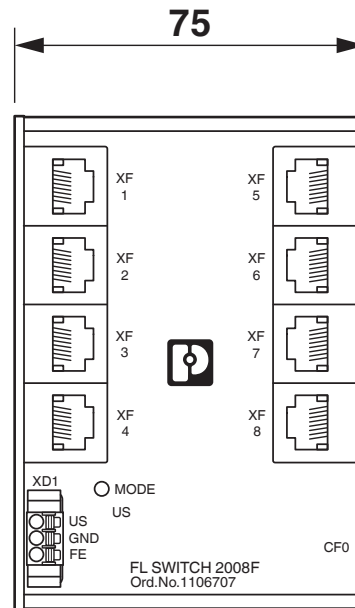 75
XF
1
XF
5
XF
2
XF
6
XF
3
XF
7
XF
4
XF
8
XD1
MODE
US
US
GND
FE
CF0
FL SWITCH 2008F
Ord.No.1106707